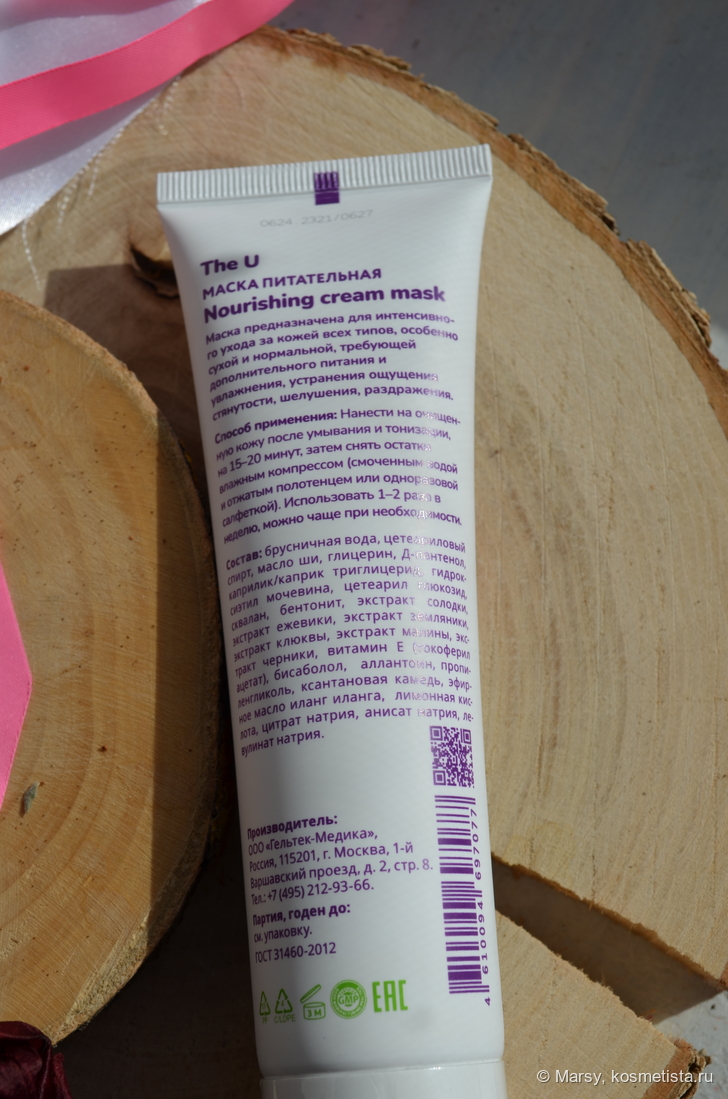 0624 2321/0627
The U
МАСКА ПИТАТЕЛЬНАЯ
Nourishing cream mask
Маска предназначена для интенсивно-
го ухода за кожей всех типов, особенно
сухой и нормальной, требующей
дополнительного питания и
увлажнения, устранения ощущения
стянутости, шелушения, раздражения.
Способ применения: Нанести на очищен-
ную кожу после умывания и тонизации,
на 15–20 минут, затем снять остатки
влажным компрессом (смоченным водой
и отжатым полотенцем или одноразовой
салфеткой). Использовать 1–2 раза в
неделю, можно чаще при необходимости.
Состав: брусничная вода, цетеариловый
спирт, масло ши, глицерин, Д-пантенол,
каприлик/каприк триглицерид, гидрок-
сиэтил мочевина, цетеарил глюкозид,
сквалан, бентонит, экстракт солодки,
экстракт ежевики, экстракт земляники,
экстракт клюквы, экстракт малины, экс-
тракт черники, витамин Е (токоферил
ацетат), бисаболол, аллантоин, пропи-
ленгликоль, ксантановая камедь, эфир-
ное масло иланг иланга, лимонная кис-
лота, цитрат натрия, анисат натрия, ле-
вулинат натрия.
Производитель:
ООО «Гельтек-Медика»,
Россия, 115201, г. Москва, 1-й
Варшавский проезд, д. 2, стр. 8.
Тел.: +7 (495) 212-93-66.
Партия, годен до:
см. упаковку.
ГОСТ 31460-2012
4 610094 697077
C/LDPE
3 М
GMP
EAC
© Marsy, kosmetista.ru